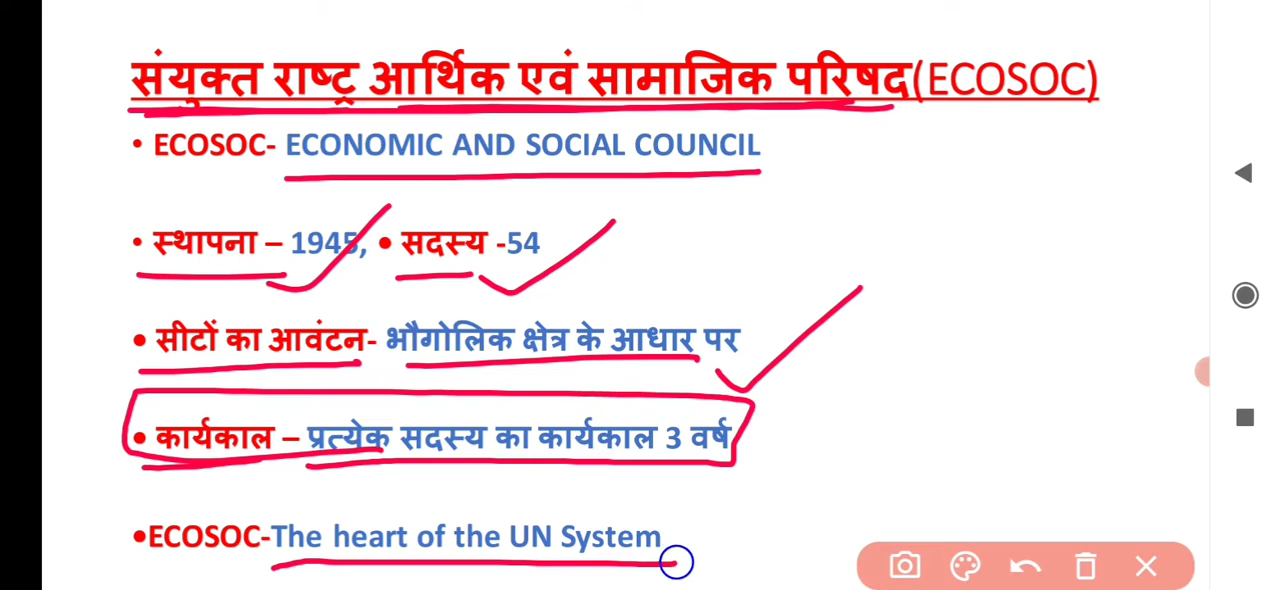 संयुक्त राष्ट्र आर्थिक एवं सामाजिक परिषद(ECOSOC)
• ECOSOC- ECONOMIC AND SOCIAL COUNCIL
• स्थापना – 1945, • सदस्य -54
• सीटों का आवंटन- भौगोलिक क्षेत्र के आधार पर
• कार्यकाल – प्रत्येक सदस्य का कार्यकाल 3 वर्ष
•ECOSOC-The heart of the UN System